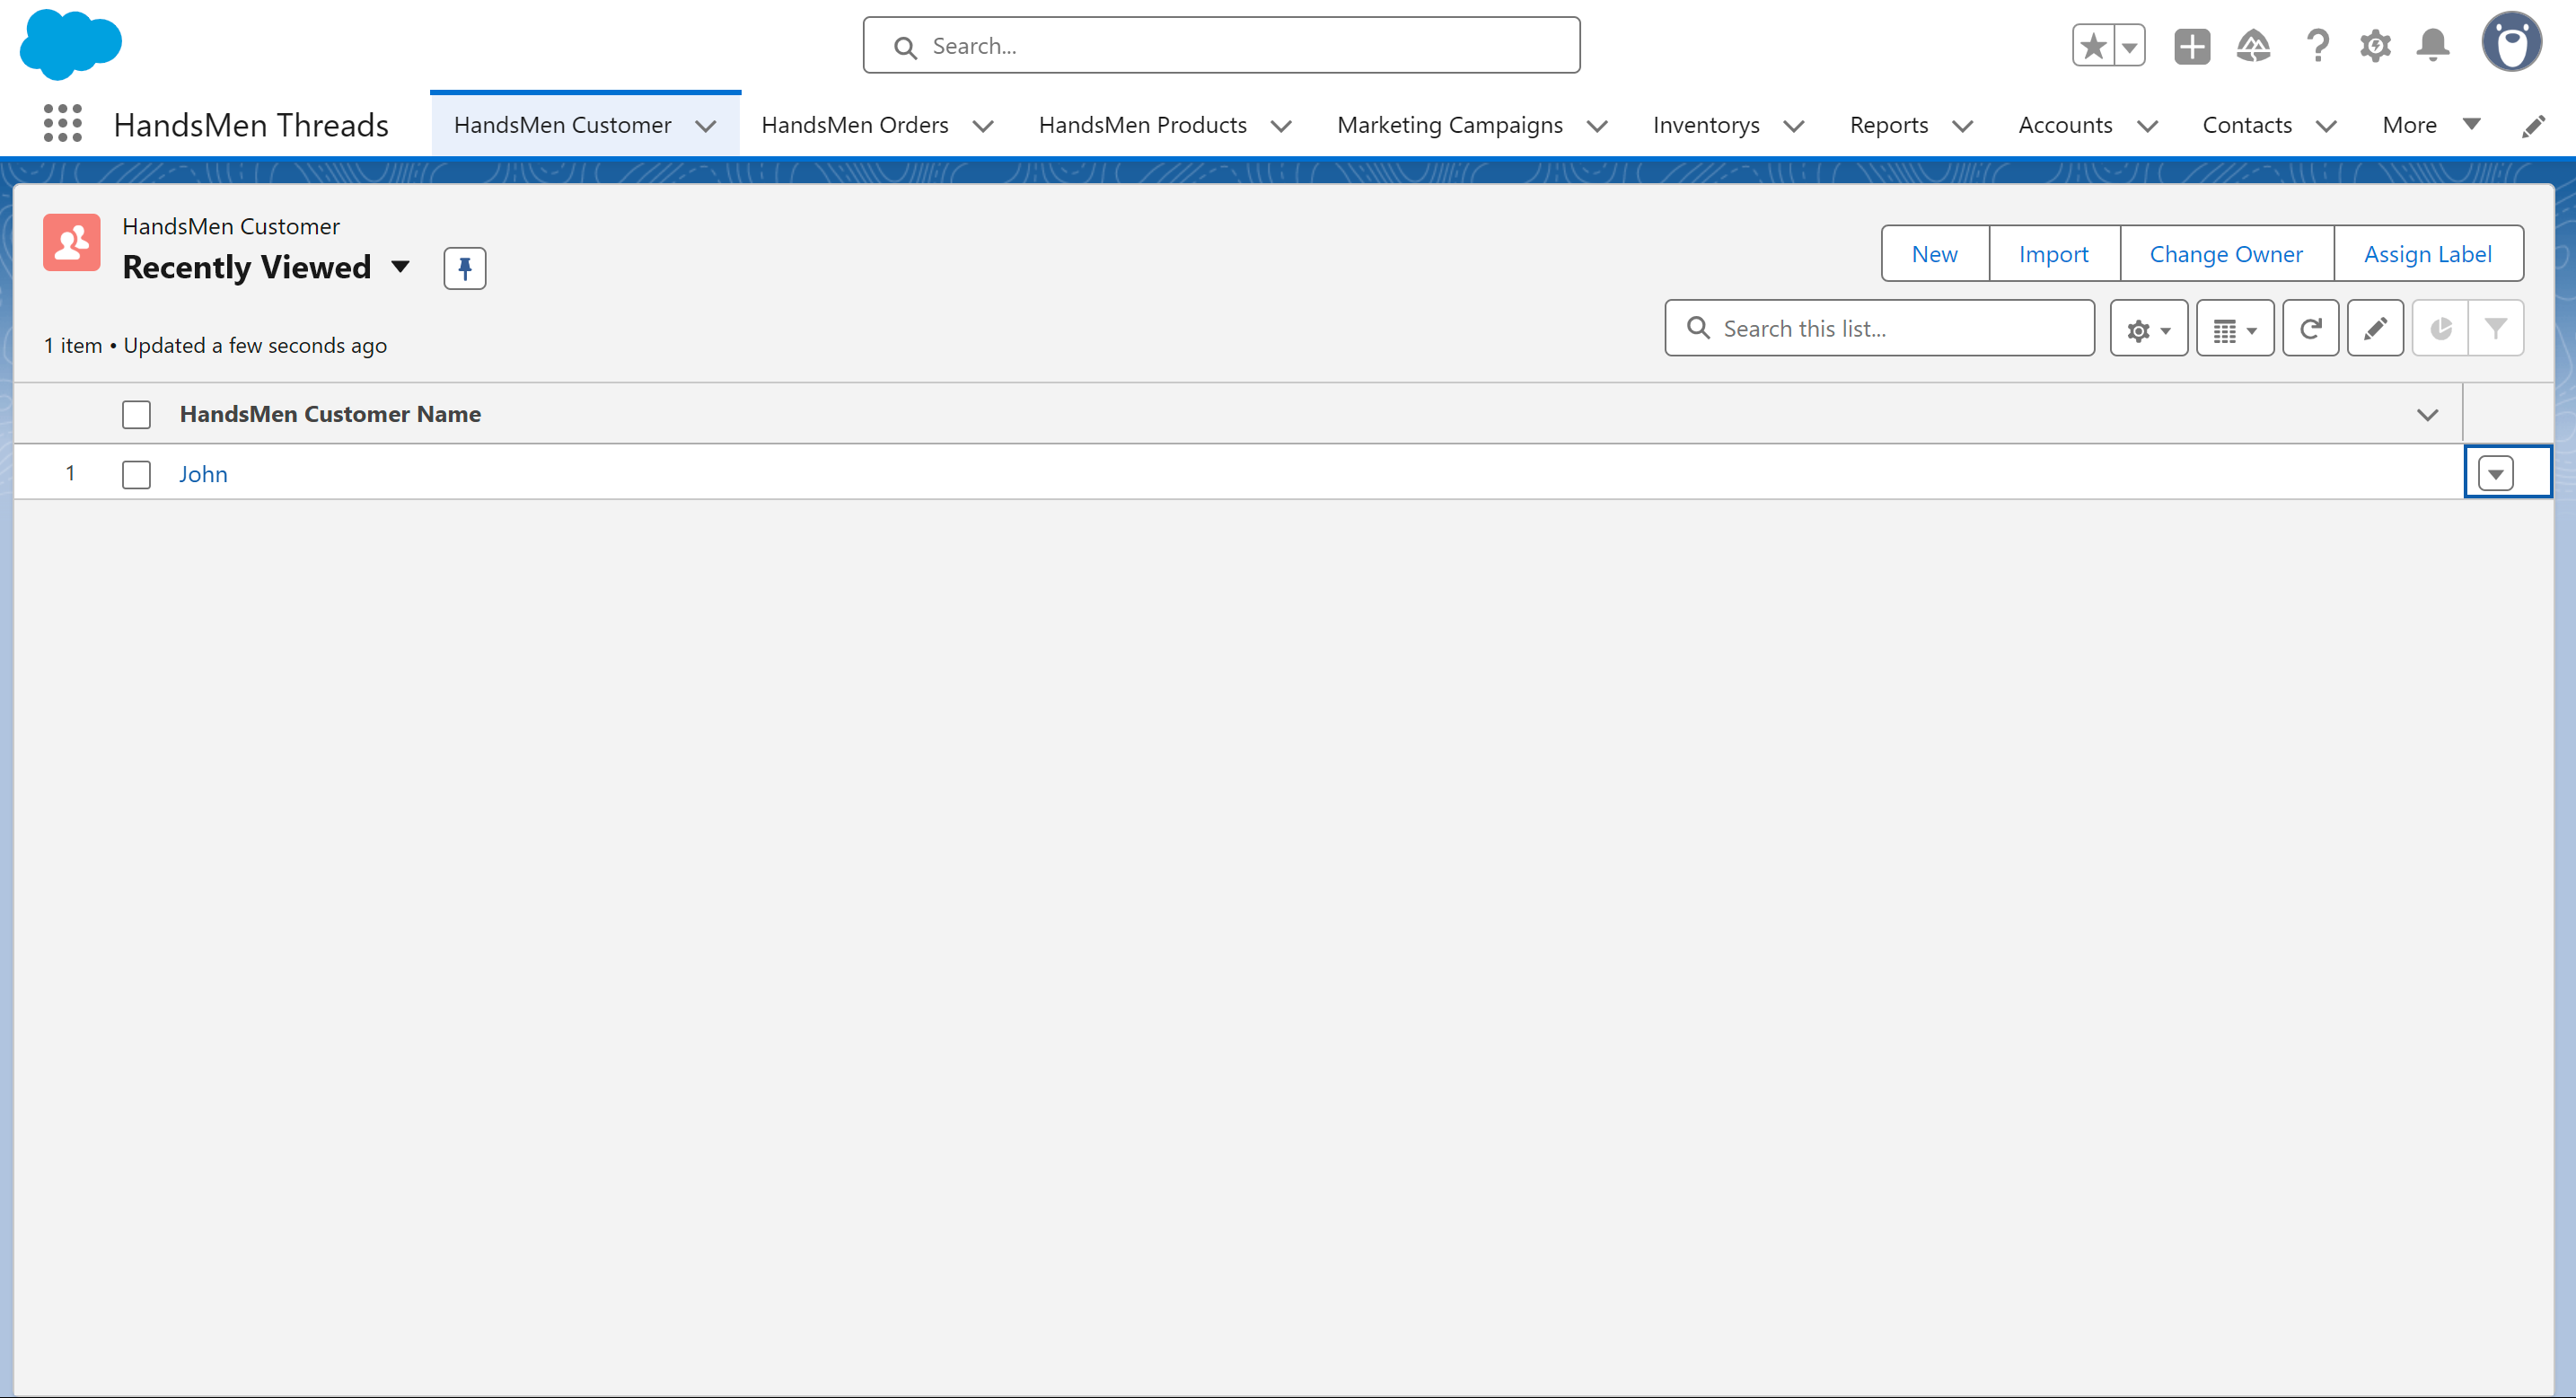 Search...
HandsMen Threads
HandsMen Customer
HandsMen Orders
HandsMen Products
Marketing Campaigns
Inventorys
Reports
Accounts
Contacts
More
HandsMen Customer
Recently Viewed
New
Import
Change Owner
Assign Label
1 item • Updated a few seconds ago
Search this list...
HandsMen Customer Name
1 John